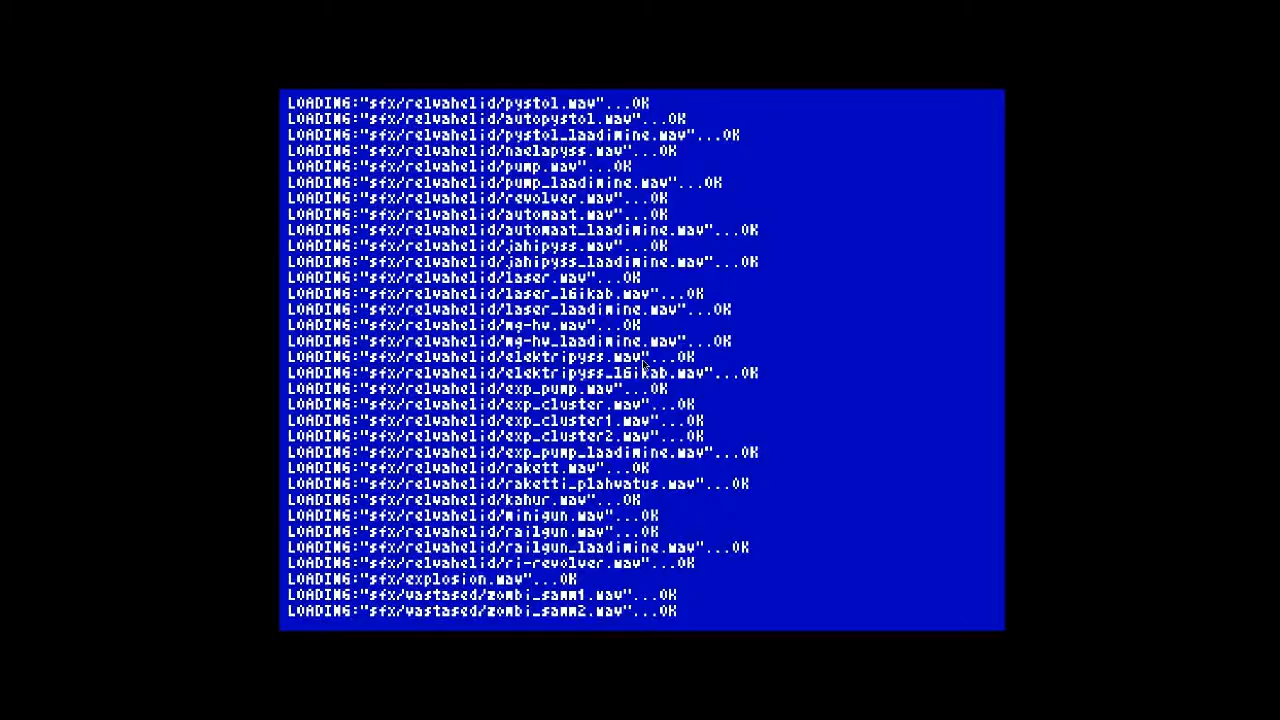 LOADING:"sfx/relvahelid/pystol.wav"...OK
LOADING:"sfx/relvahelid/autopystol.wav"...OK
LOADING:"sfx/relvahelid/pystol_laadimine.wav"...OK
LOADING:"sfx/relvahelid/naelapyss.wav"...OK
LOADING:"sfx/relvahelid/pump.wav"...OK
LOADING:"sfx/relvahelid/pump_laadimine.wav"...OK
LOADING:"sfx/relvahelid/revolver.wav"...OK
LOADING:"sfx/relvahelid/automaat.wav"...OK
LOADING:"sfx/relvahelid/automaat_laadimine.wav"...OK
LOADING:"sfx/relvahelid/jahipyss.wav"...OK
LOADING:"sfx/relvahelid/jahipyss_laadimine.wav"...OK
LOADING:"sfx/relvahelid/laser.wav"...OK
LOADING:"sfx/relvahelid/laser_l6ikab.wav"...OK
LOADING:"sfx/relvahelid/laser_laadimine.wav"...OK
LOADING:"sfx/relvahelid/mg-hv.wav"...OK
LOADING:"sfx/relvahelid/mg-hv_laadimine.wav"...OK
LOADING:"sfx/relvahelid/elektripyss.wav"...OK
LOADING:"sfx/relvahelid/elektripyss_l6ikab.wav"...OK
LOADING:"sfx/relvahelid/exp_pump.wav"...OK
LOADING:"sfx/relvahelid/exp_cluster.wav"...OK
LOADING:"sfx/relvahelid/exp_cluster1.wav"...OK
LOADING:"sfx/relvahelid/exp_cluster2.wav"...OK
LOADING:"sfx/relvahelid/exp_pump_laadimine.wav"...OK
LOADING:"sfx/relvahelid/rakett.wav"...OK
LOADING:"sfx/relvahelid/raketti_plahvatus.wav"...OK
LOADING:"sfx/relvahelid/kahur.wav"...OK
LOADING:"sfx/relvahelid/minigun.wav"...OK
LOADING:"sfx/relvahelid/railgun.wav"...OK
LOADING:"sfx/relvahelid/railgun_laadimine.wav"...OK
LOADING:"sfx/relvahelid/ri-revolver.wav"...OK
LOADING:"sfx/explosion.wav"...OK
LOADING:"sfx/vastased/zombi_samm1.wav"...OK
LOADING:"sfx/vastased/zombi_samm2.wav"...OK